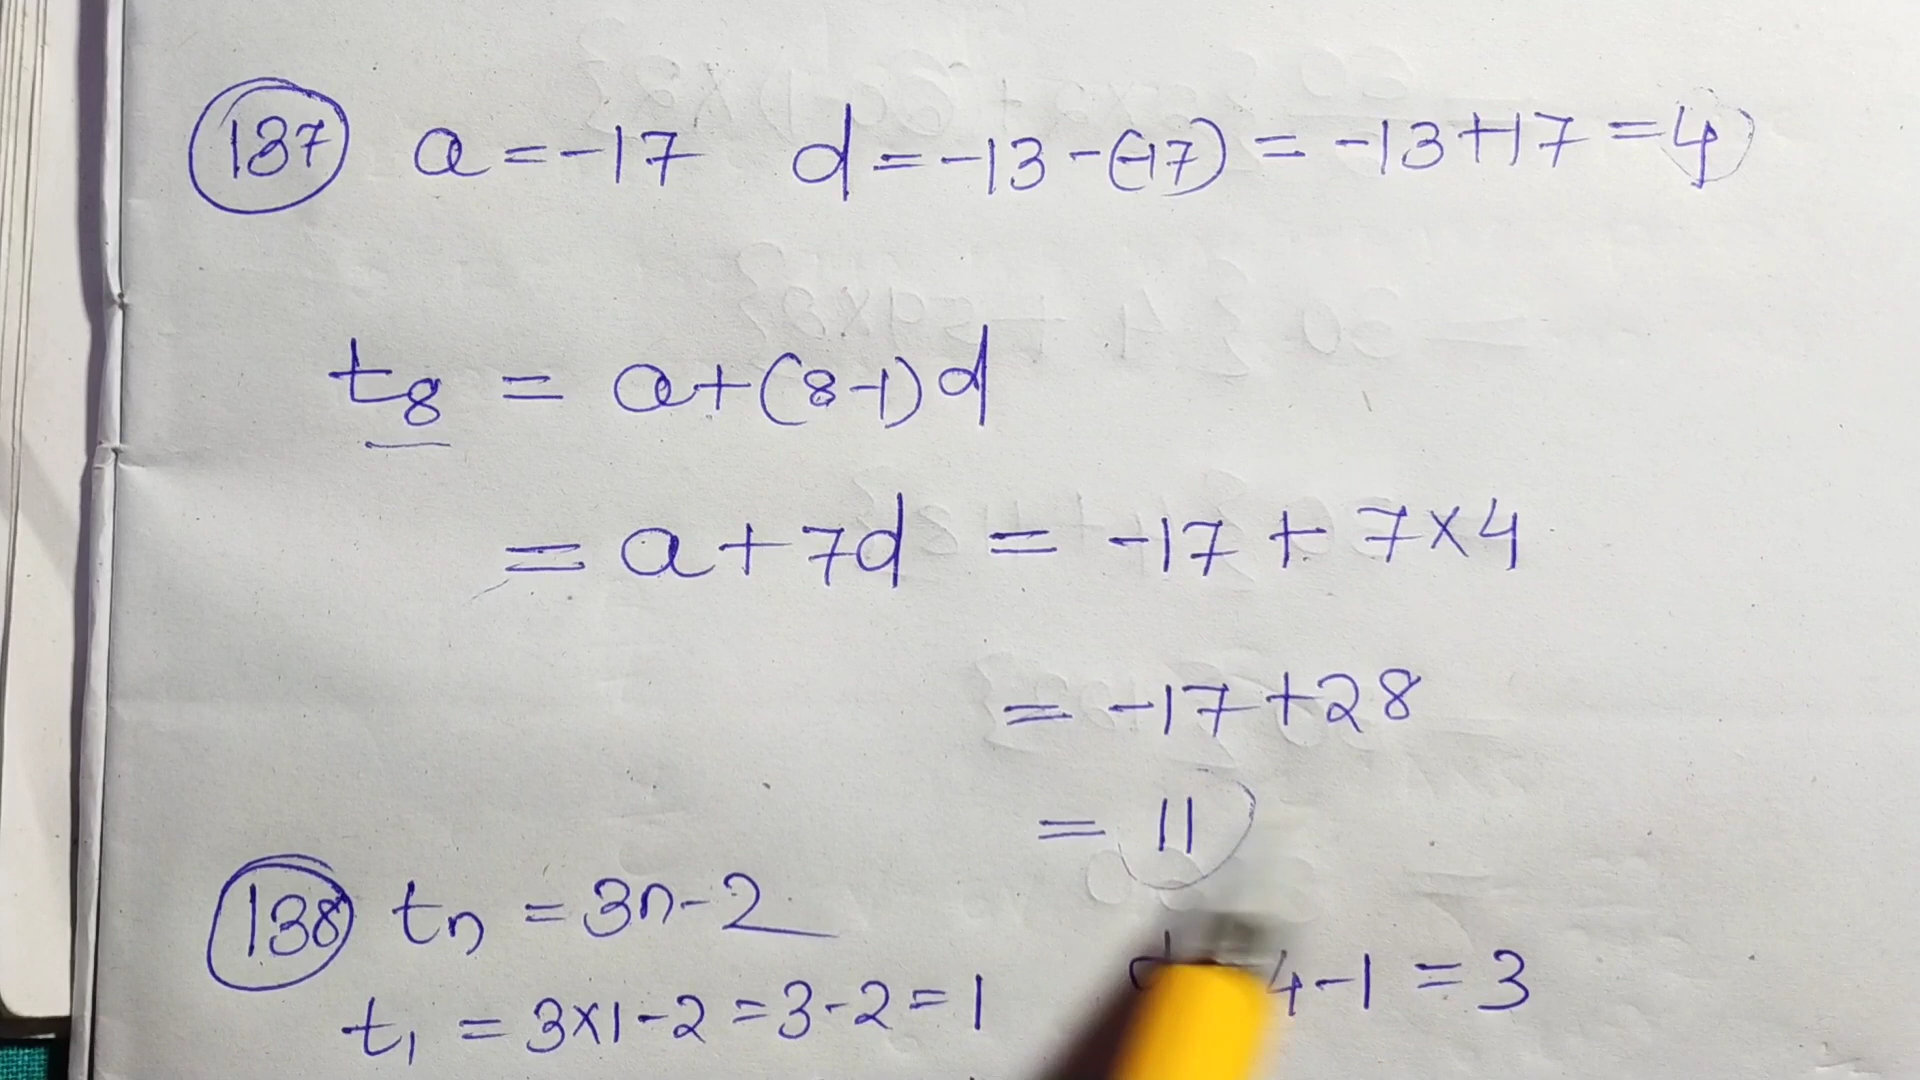 137 a = -17 d = -13 - (-17) = -13 + 17 = 4
t₈ = a + (8-1) d
= a + 7d = -17 + 7×4
= -17 + 28
= 11
138 tₙ = 3n - 2
4 - 1 = 3
t₁ = 3×1 - 2 = 3 - 2 = 1